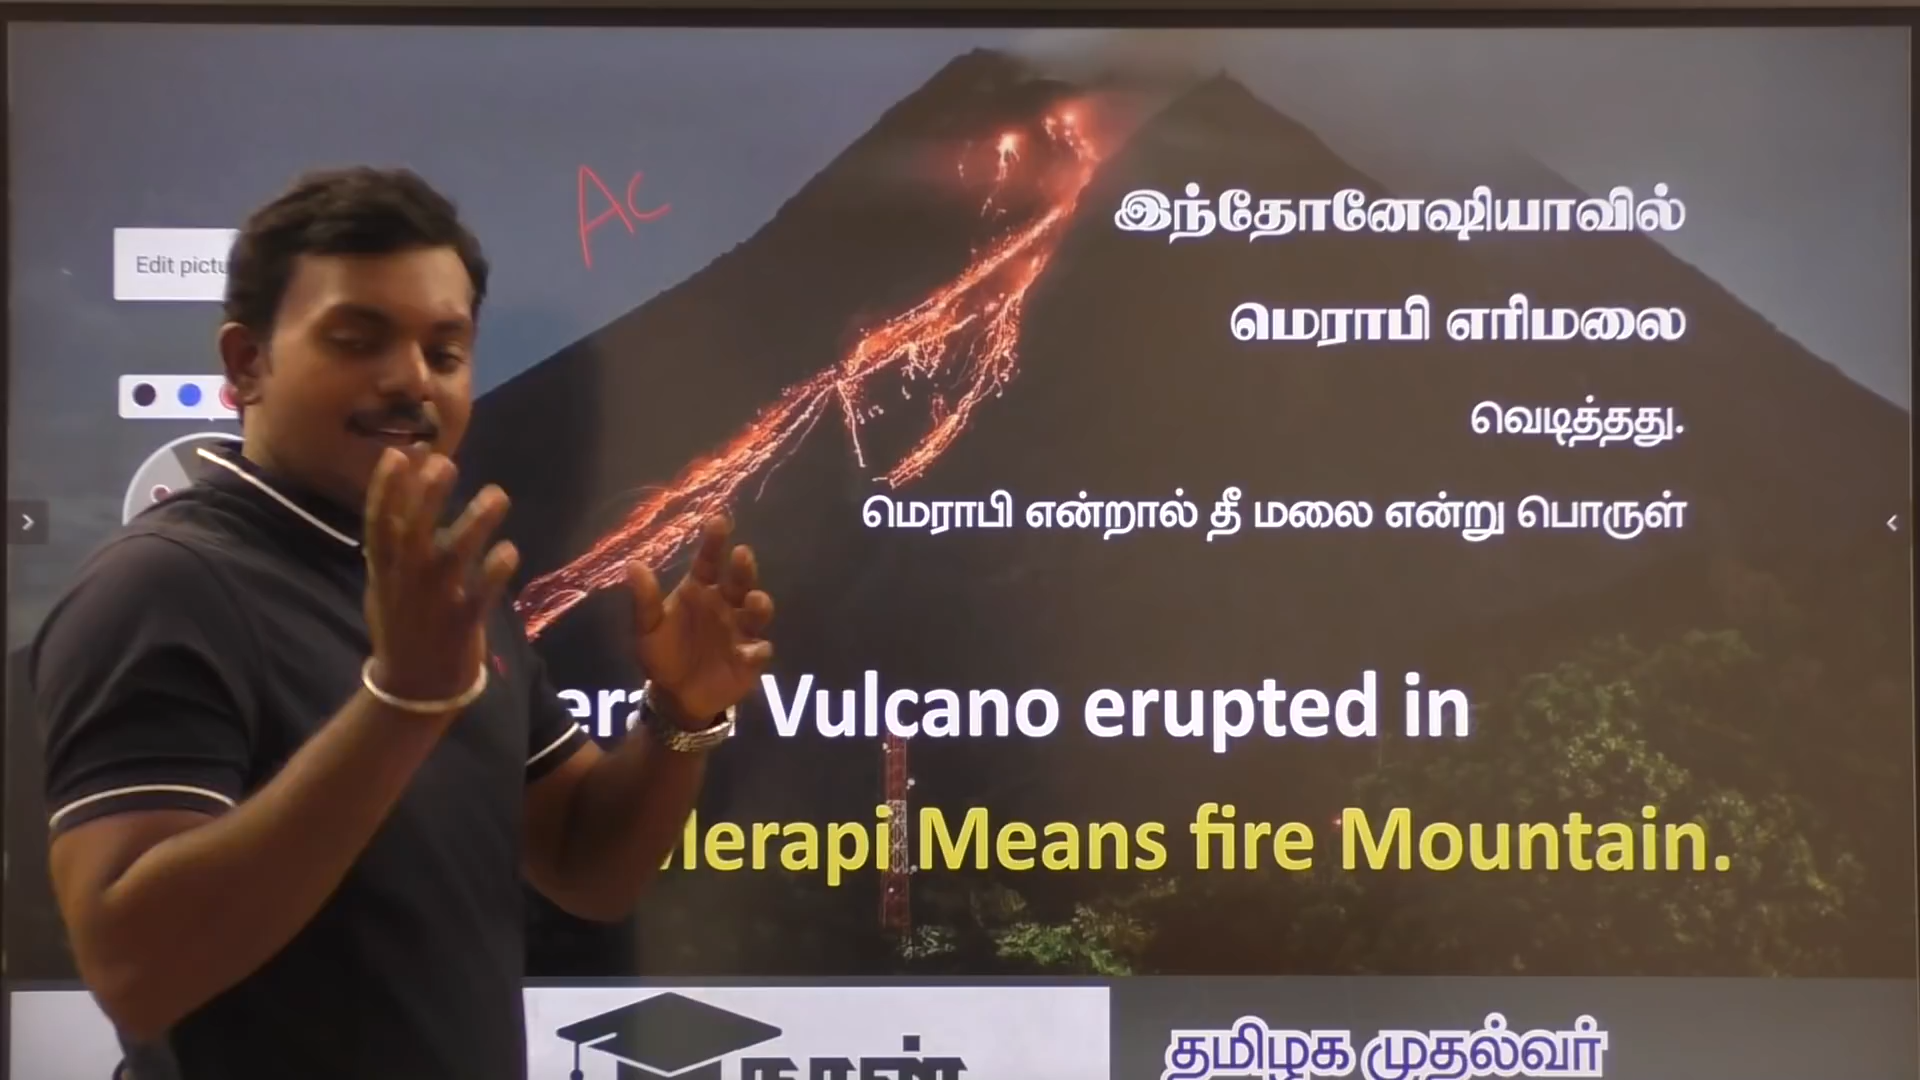 Ac
Edit pictu
இந்தோனேஷியாவில்
மெராபி எரிமலை
வெடித்தது.
மெராபி என்றால் தீ மலை என்று பொருள்
Vulcano erupted in
Merapi Means fire Mountain.
நான்
தமிழக முதல்வர்